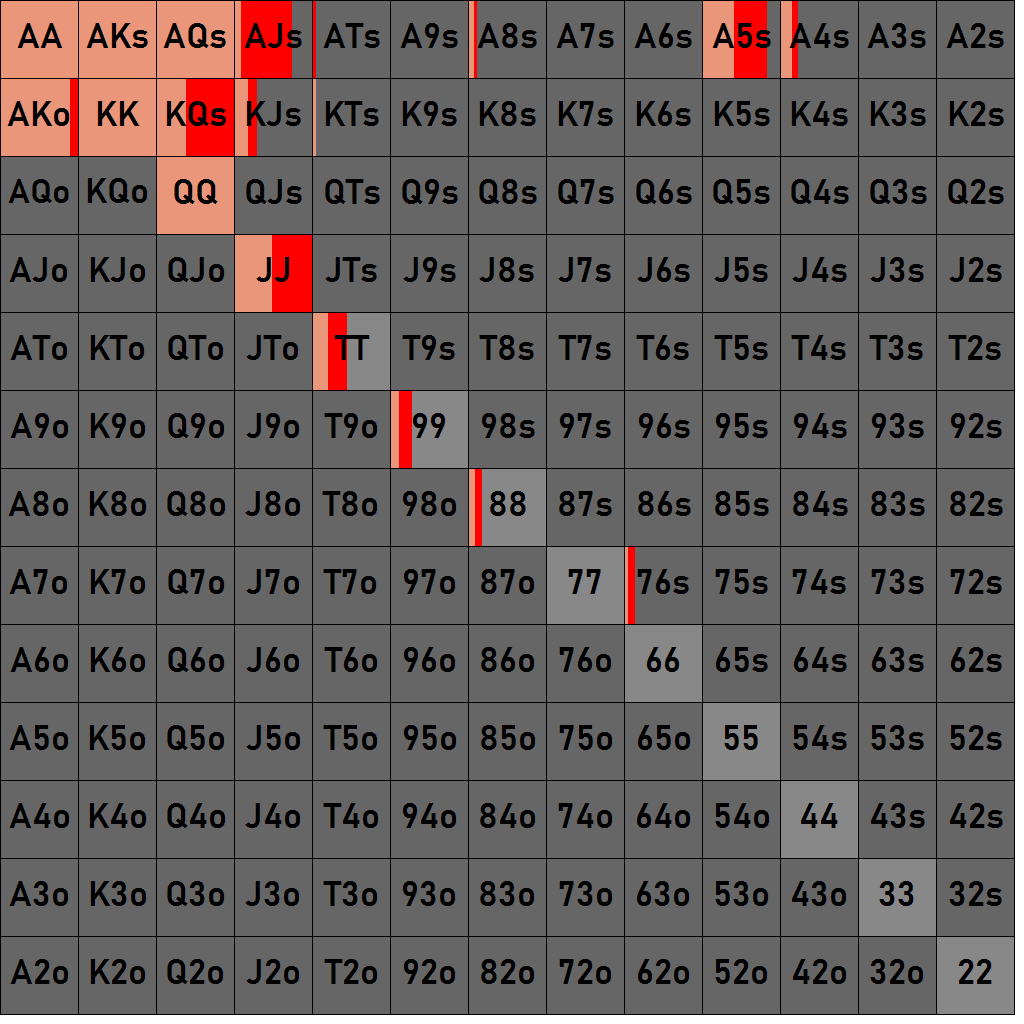 AA AKs AQs AJs ATs A9s A8s A7s A6s A5s A4s A3s A2s
AKo KK KQs KJs KTs K9s K8s K7s K6s K5s K4s K3s K2s
AQo KQo QQ QJs QTs Q9s Q8s Q7s Q6s Q5s Q4s Q3s Q2s
AJo KJo QJo JJ JTs J9s J8s J7s J6s J5s J4s J3s J2s
ATo KTo QTo JTo TT T9s T8s T7s T6s T5s T4s T3s T2s
A9o K9o Q9o J9o T9o 99 98s 97s 96s 95s 94s 93s 92s
A8o K8o Q8o J8o T8o 98o 88 87s 86s 85s 84s 83s 82s
A7o K7o Q7o J7o T7o 97o 87o 77 76s 75s 74s 73s 72s
A6o K6o Q6o J6o T6o 96o 86o 76o 66 65s 64s 63s 62s
A5o K5o Q5o J5o T5o 95o 85o 75o 65o 55 54s 53s 52s
A4o K4o Q4o J4o T4o 94o 84o 74o 64o 54o 44 43s 42s
A3o K3o Q3o J3o T3o 93o 83o 73o 63o 53o 43o 33 32s
A2o K2o Q2o J2o T2o 92o 82o 72o 62o 52o 42o 32o 22